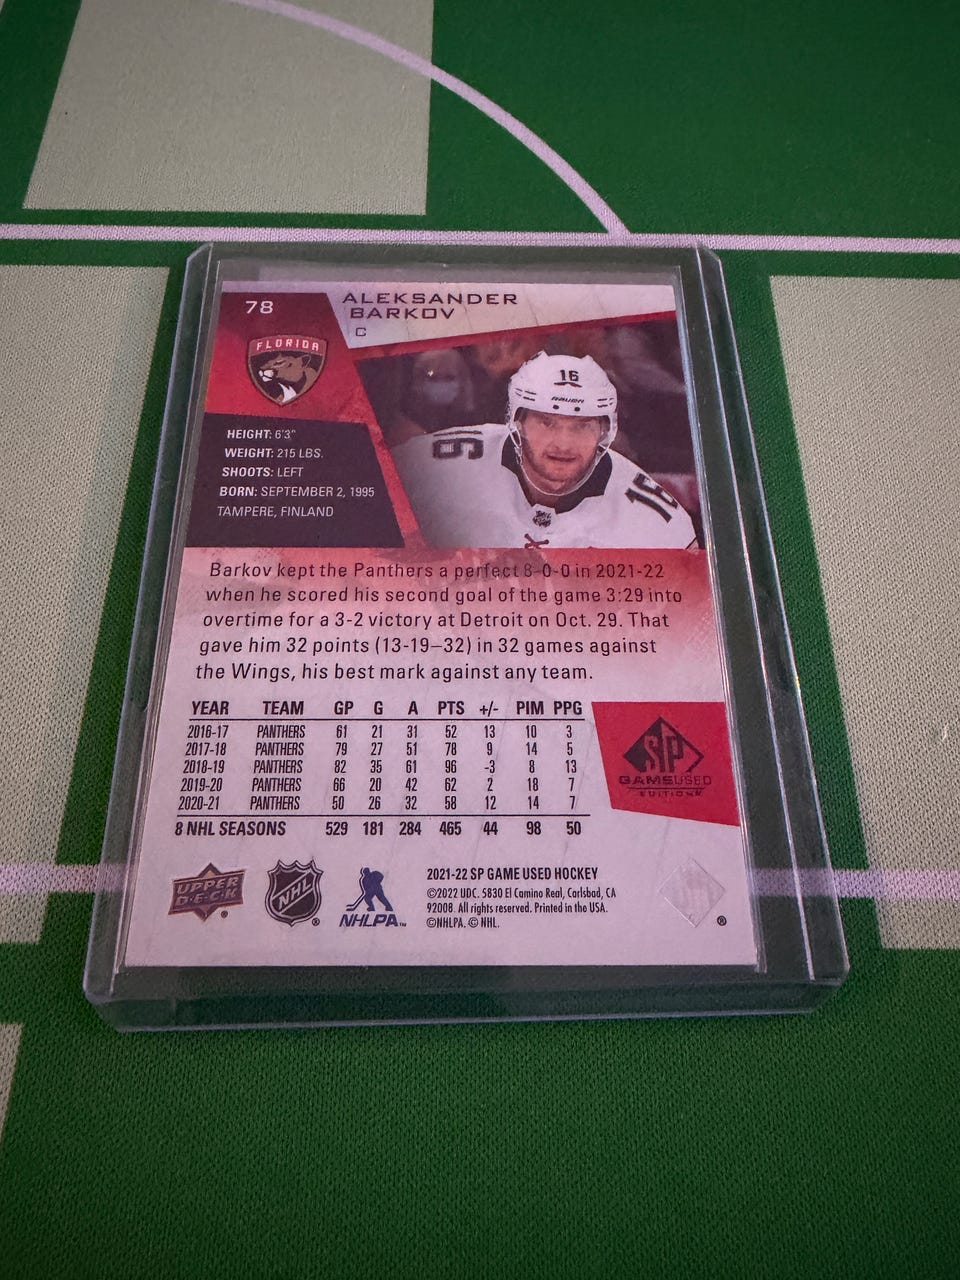 78
ALEKSANDER
BARKOV
C
FLORIDA
HEIGHT: 6'3"
WEIGHT: 215 LBS.
SHOOTS: LEFT
BORN: SEPTEMBER 2, 1995
TAMPERE, FINLAND
16
RAVEN
16
16
Barkov kept the Panthers a perfect 8-0-0 in 2021-22
when he scored his second goal of the game 3:29 into
overtime for a 3-2 victory at Detroit on Oct. 29. That
gave him 32 points (13-19–32) in 32 games against
the Wings, his best mark against any team.
YEAR TEAM GP G A PTS +/- PIM PPG
2016-17 PANTHERS 61 21 31 52 13 10 3
2017-18 PANTHERS 79 27 51 78 9 14 5
2018-19 PANTHERS 82 35 61 96 -3 8 13
2019-20 PANTHERS 66 20 42 62 2 18 7
2020-21 PANTHERS 50 26 32 58 12 14 7
8 NHL SEASONS 529 181 284 465 44 98 50
SP
GAMEUSED
EDITION
UPPER
D·E·C·K
®
NHL
®
NHLPA™
2021-22 SP GAME USED HOCKEY
©2022 UDC. 5830 El Camino Real, Carlsbad, CA
92008. All rights reserved. Printed in the USA.
©NHLPA. © NHL.
®